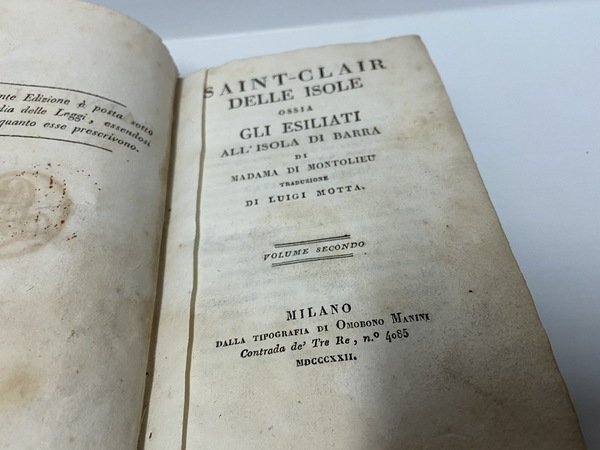 nte Edizione è posta sotto
dia delle Leggi, essendosi
quanto esse prescrivono.
SAINT-CLAIR
DELLE ISOLE
OSSIA
GLI ESILIATI
ALL'ISOLA DI BARRA
DI
MADAMA DI MONTOLIEU
TRADUZIONE
DI LUIGI MOTTA.
VOLUME SECONDO
MILANO
DALLA TIPOGRAFIA DI OMOBONO MANINI
Contrada de' Tre Re, n.º 4085
MDCCCXXII.